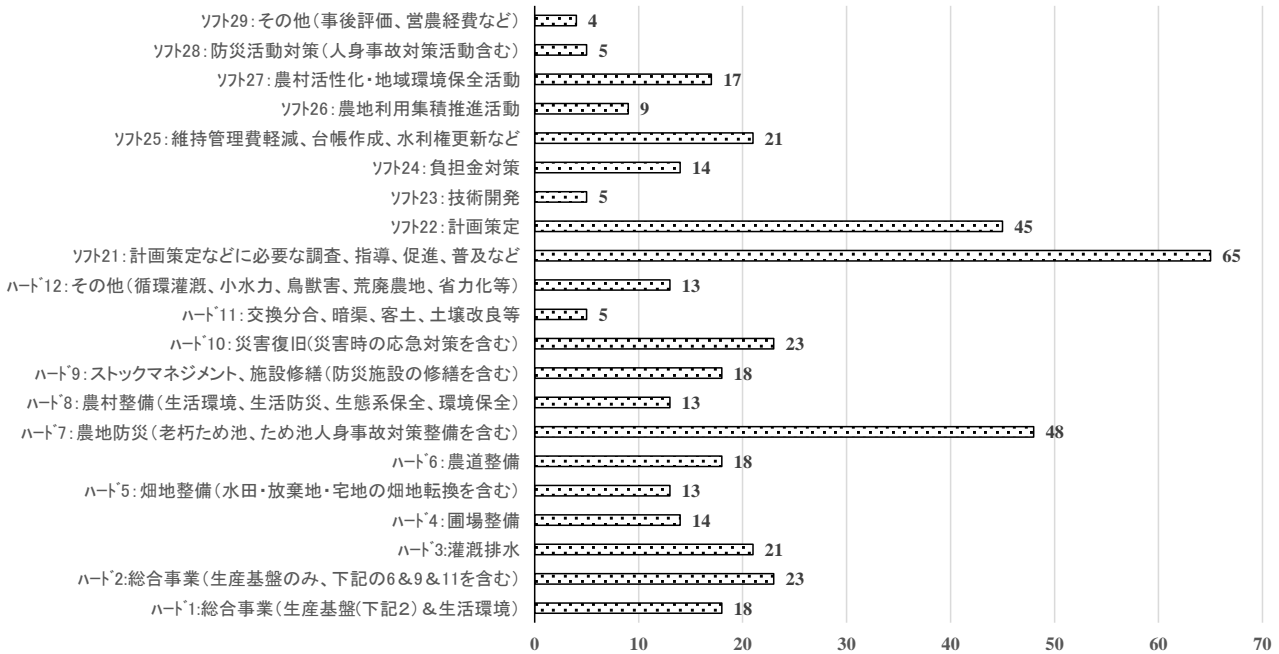 ｿﾌﾄ29：その他（事後評価、営農経費など） 4
ｿﾌﾄ28：防災活動対策（人身事故対策活動含む） 5
ｿﾌﾄ27：農村活性化・地域環境保全活動 17
ｿﾌﾄ26：農地利用集積推進活動 9
ｿﾌﾄ25：維持管理費軽減、台帳作成、水利権更新など 21
ｿﾌﾄ24：負担金対策 14
ｿﾌﾄ23：技術開発 5
ｿﾌﾄ22：計画策定 45
ｿﾌﾄ21：計画策定などに必要な調査、指導、促進、普及など 65
ﾊｰﾄﾞ12：その他（循環灌漑、小水力、鳥獣害、荒廃農地、省力化等） 13
ﾊｰﾄﾞ11：交換分合、暗渠、客土、土壌改良等 5
ﾊｰﾄﾞ10：災害復旧(災害時の応急対策を含む） 23
ﾊｰﾄﾞ9：ストックマネジメント、施設修繕（防災施設の修繕を含む） 18
ﾊｰﾄﾞ8：農村整備（生活環境、生活防災、生態系保全、環境保全） 13
ﾊｰﾄﾞ7：農地防災（老朽ため池、ため池人身事故対策整備を含む） 48
ﾊｰﾄﾞ6：農道整備 18
ﾊｰﾄﾞ5：畑地整備（水田・放棄地・宅地の畑地転換を含む） 13
ﾊｰﾄﾞ4：圃場整備 14
ﾊｰﾄﾞ3:灌漑排水 21
ﾊｰﾄﾞ2:総合事業（生産基盤のみ、下記の6＆9＆11を含む） 23
ﾊｰﾄﾞ1:総合事業（生産基盤(下記２）＆生活環境） 18
0 10 20 30 40 50 60 70